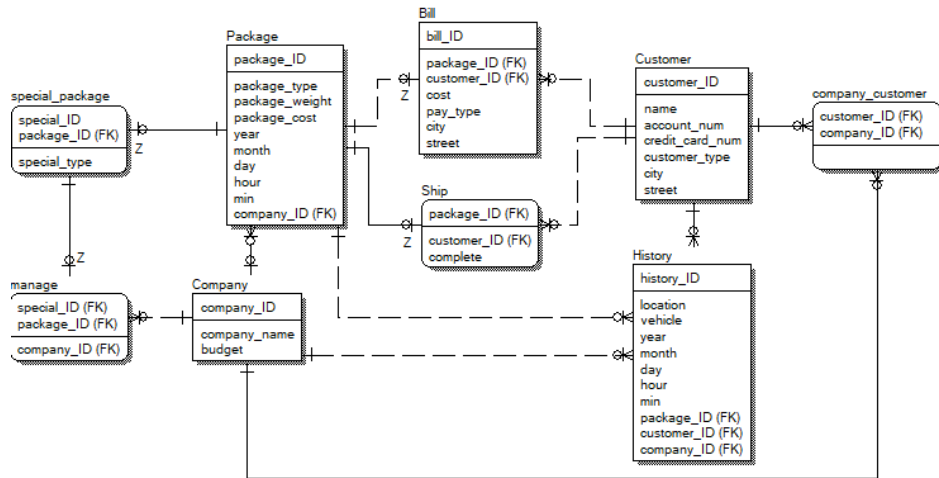 Bill
bill_ID
package_ID (FK)
customer_ID (FK)
cost
pay_type
city
street
Package
package_ID
package_type
package_weight
package_cost
year
month
day
hour
min
company_ID (FK)
Customer
customer_ID
name
account_num
credit_card_num
customer_type
city
street
special_package
special_ID
package_ID (FK)
special_type
company_customer
customer_ID (FK)
company_ID (FK)
Z
Z
Ship
package_ID (FK)
customer_ID (FK)
complete
Z
Z
History
history_ID
location
vehicle
year
month
day
hour
min
package_ID (FK)
customer_ID (FK)
company_ID (FK)
manage
special_ID (FK)
package_ID (FK)
company_ID (FK)
Company
company_ID
company_name
budget